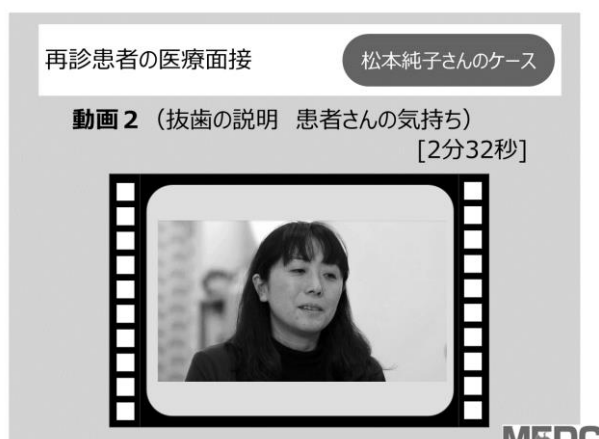 再診患者の医療面接
松本純子さんのケース
動画2（抜歯の説明 患者さんの気持ち）
[2分32秒]